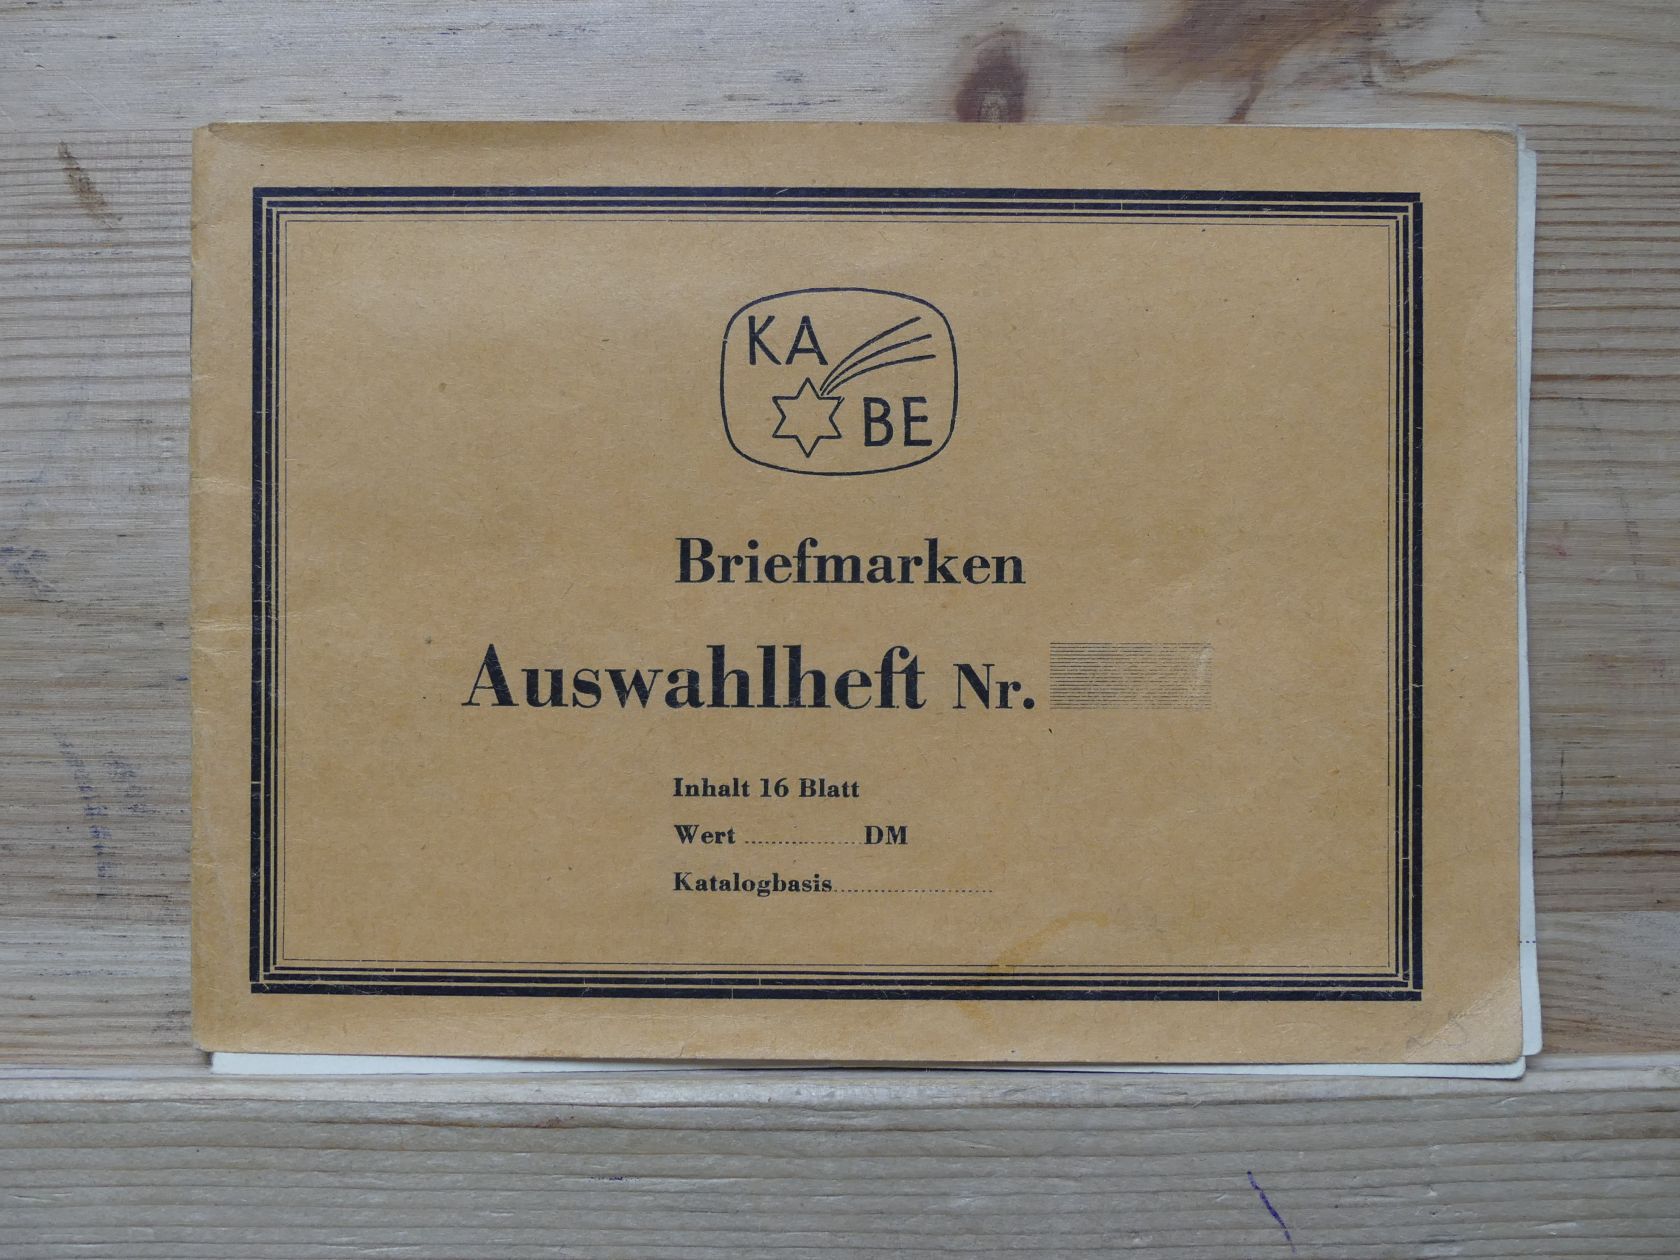 KA
BE
Briefmarken
Auswahlheft Nr.
Inhalt 16 Blatt
Wert ................... DM
Katalogbasis..........................